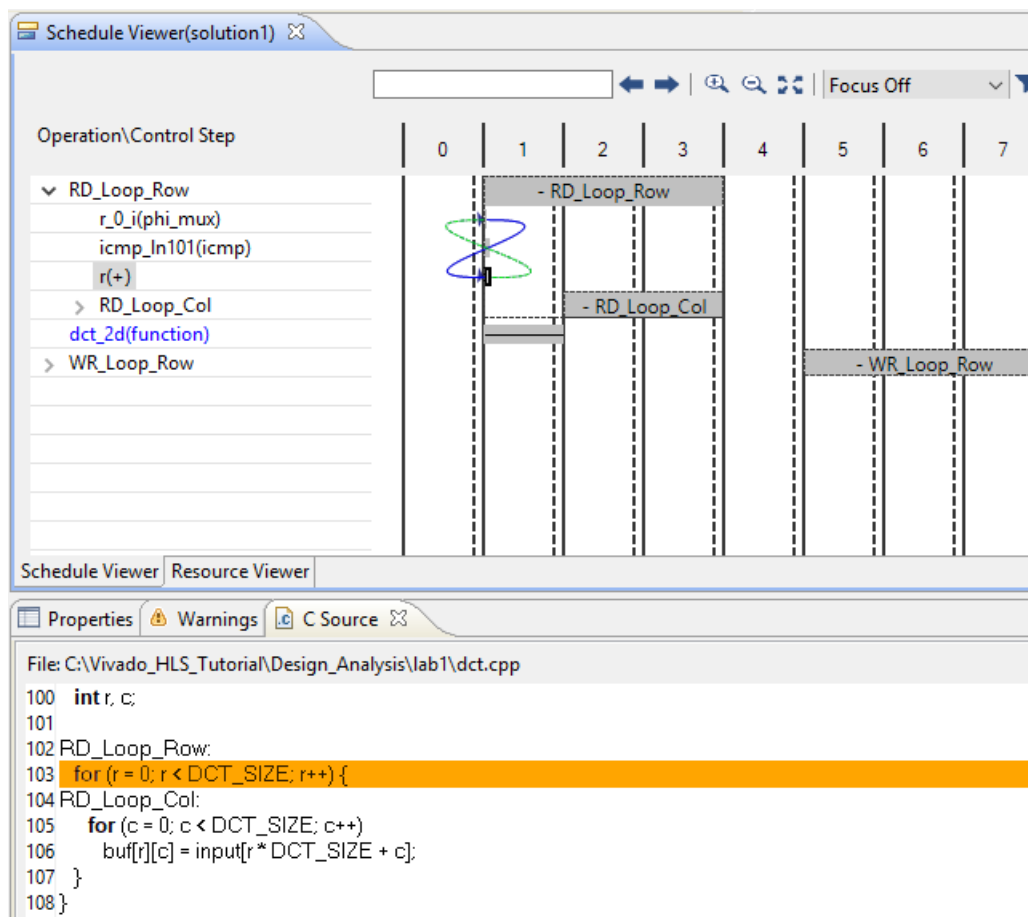 Schedule Viewer(solution1)
Focus Off
Operation\Control Step
0 1 2 3 4 5 6 7
RD_Loop_Row - RD_Loop_Row
r_0_i(phi_mux)
icmp_ln101(icmp)
r(+)
RD_Loop_Col - RD_Loop_Col
dct_2d(function)
WR_Loop_Row - WR_Loop_Row
Schedule Viewer Resource Viewer
Properties Warnings C Source
File: C:\Vivado_HLS_Tutorial\Design_Analysis\lab1\dct.cpp
100 int r, c;
101
102 RD_Loop_Row:
103 for (r = 0; r < DCT_SIZE; r++) {
104 RD_Loop_Col:
105 for (c = 0; c < DCT_SIZE; c++)
106 buf[r][c] = input[r * DCT_SIZE + c];
107 }
108 }